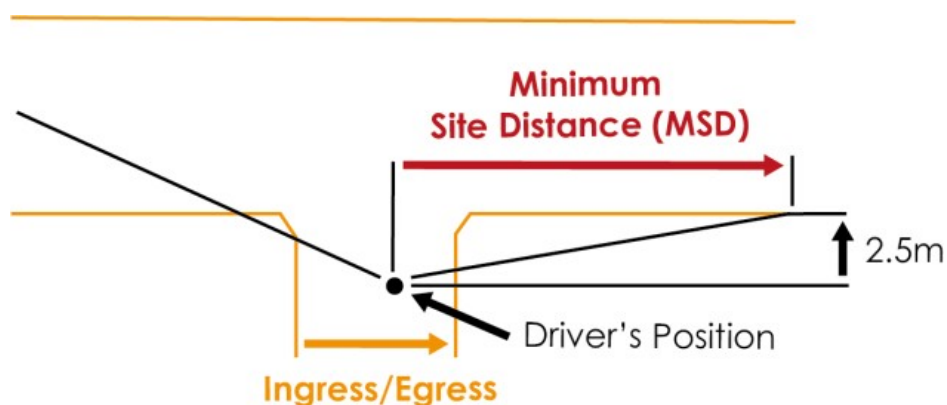 Minimum
Site Distance (MSD)
2.5m
Driver’s Position
Ingress/Egress